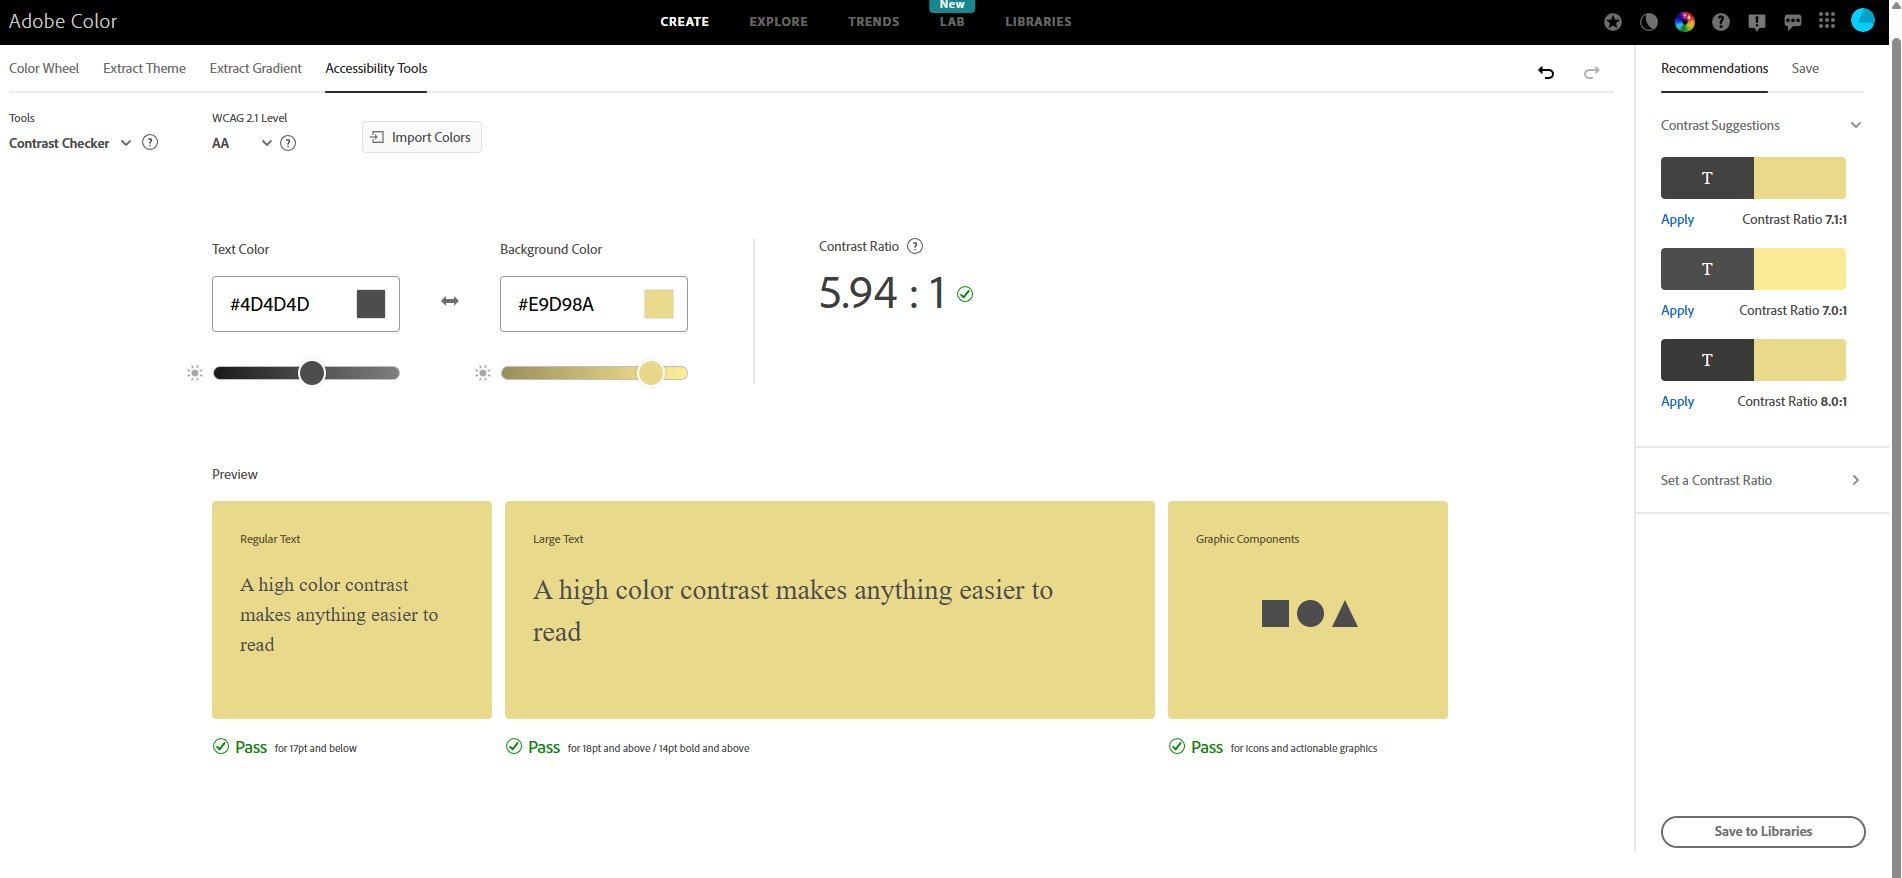 Adobe Color
CREATE
EXPLORE
TRENDS
New
LAB
LIBRARIES
Color Wheel
Extract Theme
Extract Gradient
Accessibility Tools
Tools
Contrast Checker
WCAG 2.1 Level
AA
Import Colors
Text Color
#4D4D4D
Background Color
#E9D98A
Contrast Ratio
5.94 : 1
Preview
Regular Text
A high color contrast
makes anything easier to
read
Pass for 17pt and below
Large Text
A high color contrast makes anything easier to
read
Pass for 18pt and above / 14pt bold and above
Graphic Components
Pass for icons and actionable graphics
Recommendations
Save
Contrast Suggestions
T
Apply
Contrast Ratio 7.1:1
T
Apply
Contrast Ratio 7.0:1
T
Apply
Contrast Ratio 8.0:1
Set a Contrast Ratio
Save to Libraries